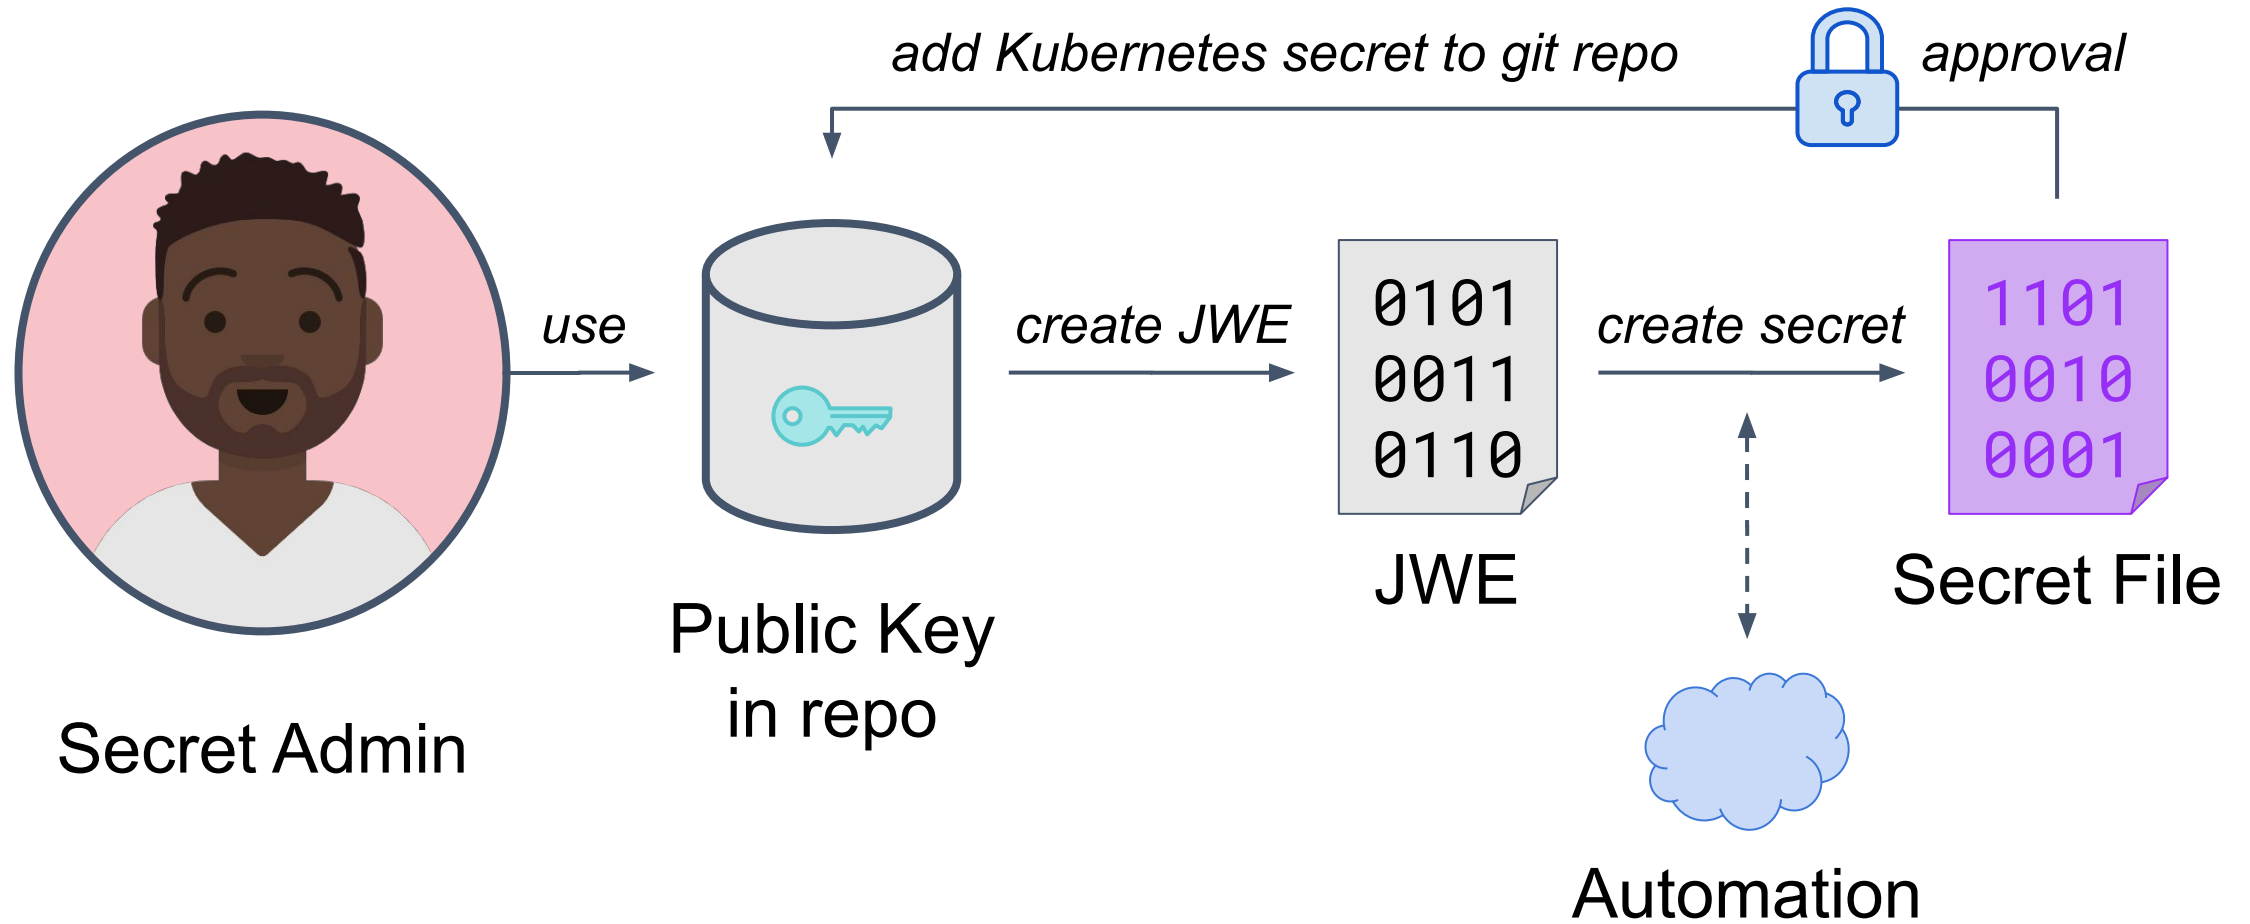 add Kubernetes secret to git repo
approval
use
create JWE
create secret
0101
0011
0110
1101
0010
0001
JWE
Secret File
Public Key
in repo
Secret Admin
Automation